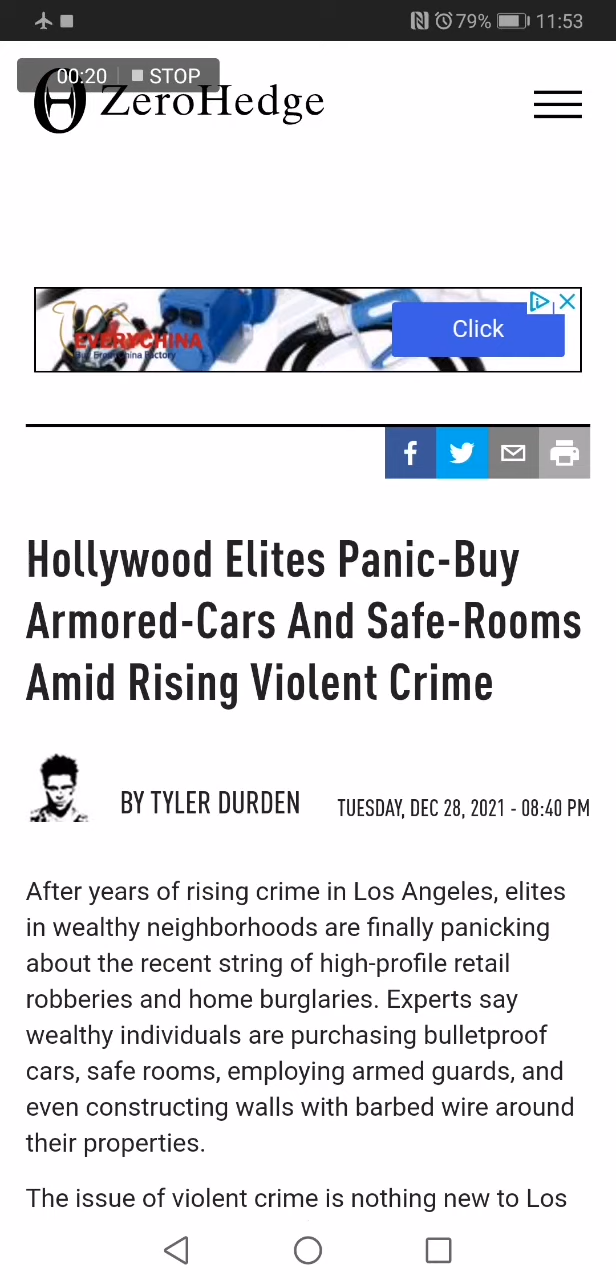 79% 11:53
00:20 STOP
ZeroHedge
EVERYCHINA
Buy From China Factory
Click
f
Hollywood Elites Panic-Buy
Armored-Cars And Safe-Rooms
Amid Rising Violent Crime
BY TYLER DURDEN TUESDAY, DEC 28, 2021 - 08:40 PM
After years of rising crime in Los Angeles, elites
in wealthy neighborhoods are finally panicking
about the recent string of high-profile retail
robberies and home burglaries. Experts say
wealthy individuals are purchasing bulletproof
cars, safe rooms, employing armed guards, and
even constructing walls with barbed wire around
their properties.
The issue of violent crime is nothing new to Los